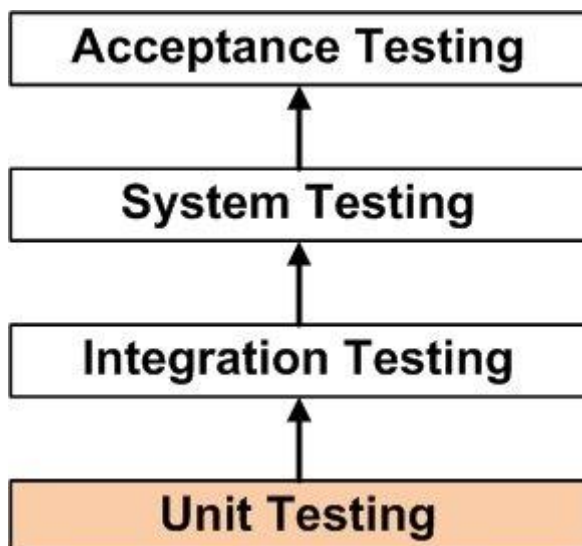 Acceptance Testing
System Testing
Integration Testing
Unit Testing